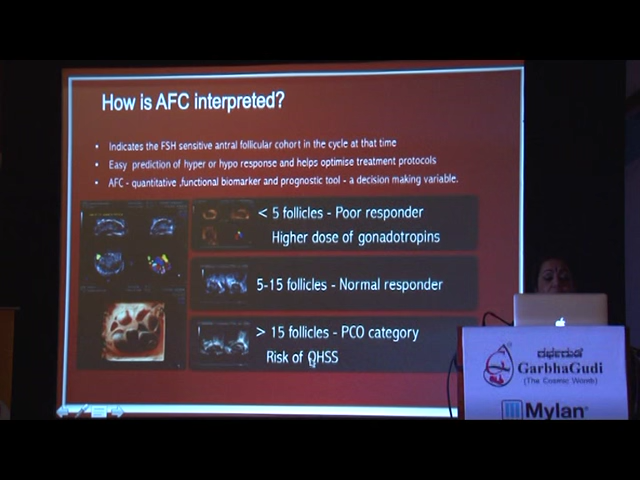 How is AFC interpreted?
• Indicates the FSH sensitive antral follicular cohort in the cycle at that time
• Easy prediction of hyper or hypo response and helps optimise treatment protocols
• AFC - quantitative ,functional biomarker and prognostic tool - a decision making variable.
< 5 follicles - Poor responder
Higher dose of gonadotropins
5-15 follicles - Normal responder
> 15 follicles - PCO category
Risk of OHSS
GarbhaGudi
(The Cosmic Womb)
Mylan